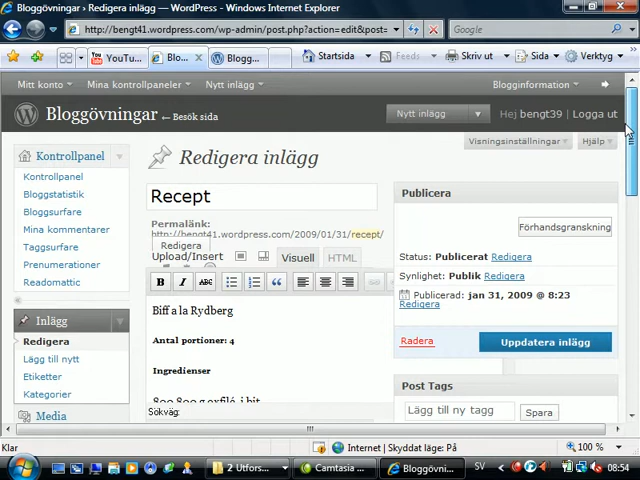 Bloggövningar › Redigera inlägg — WordPress - Windows Internet Explorer
http://bengt41.wordpress.com/wp-admin/post.php?action=edit&post=
Google
YouTu...
Blo...
Blogg...
Startsida
Feeds
Skriv ut
Sida
Verktyg
Mitt konto
Mina kontrollpaneler
Nytt inlägg
Blogginformation
Bloggövningar
← Besök sida
Nytt inlägg
Hej bengt39 | Logga ut
Visningsinställningar
Hjälp
Kontrollpanel
Kontrollpanel
Bloggstatistik
Bloggsurfare
Mina kommentarer
Taggsurfare
Prenumerationer
Readomattic
Inlägg
Redigera
Lägg till nytt
Etiketter
Kategorier
Media
Redigera inlägg
Recept
Permalänk:
http://bengt41.wordpress.com/2009/01/31/recept/
Redigera
Upload/Insert
Visuell
HTML
B I ABC
Biff a la Rydberg
Antal portioner: 4
Ingredienser
Sökväg:
Publicera
Förhandsgranskning
Status: Publicerat Redigera
Synlighet: Publik Redigera
Publicerad: jan 31, 2009 @ 8:23
Redigera
Radera
Uppdatera inlägg
Post Tags
Lägg till ny tagg
Spara
Klar
Internet | Skyddat läge: På
100 %
2 Utfors...
Camtasia ...
Bloggövni...
SV
08:54